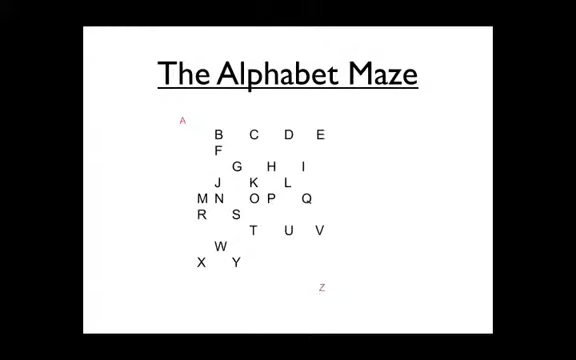 The Alphabet Maze
A
B C D E
F
G H I
J K L
M N O P Q
R S
T U V
W
X Y
Z